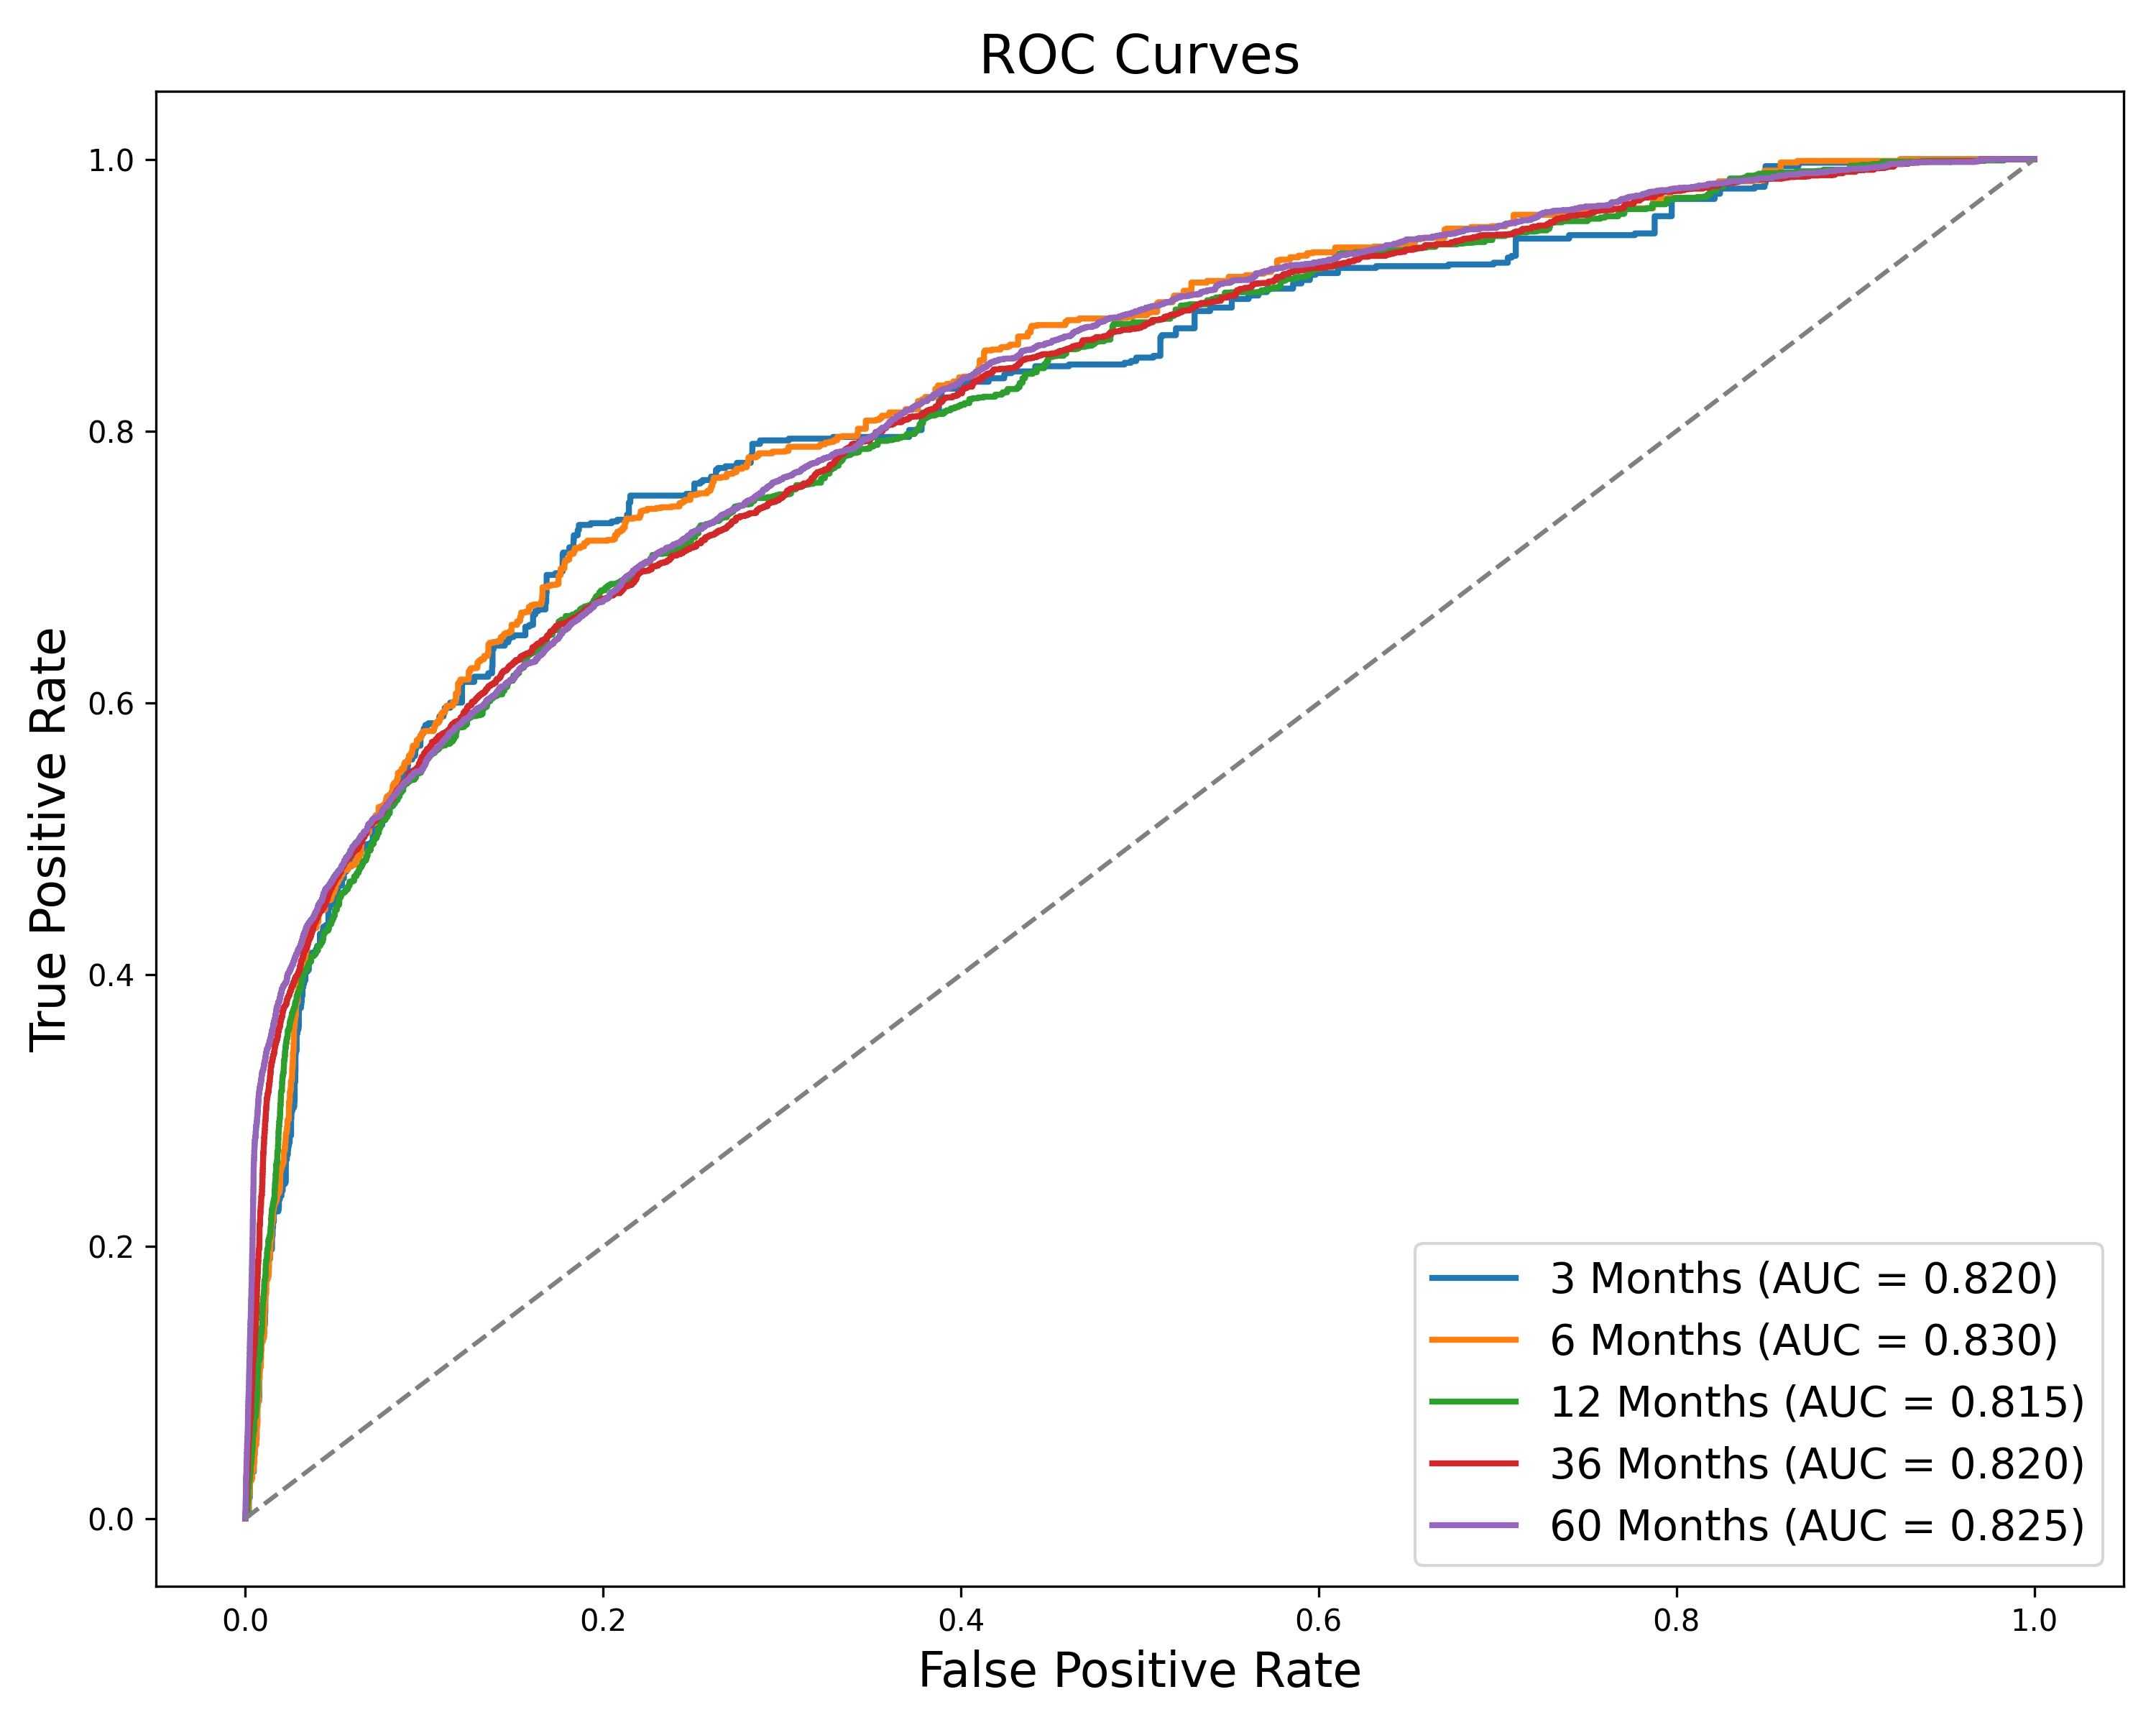 ROC Curves
1.0
0.8
0.6
0.4
0.2
0.0
True Positive Rate
0.0 0.2 0.4 0.6 0.8 1.0
False Positive Rate
3 Months (AUC = 0.820)
6 Months (AUC = 0.830)
12 Months (AUC = 0.815)
36 Months (AUC = 0.820)
60 Months (AUC = 0.825)